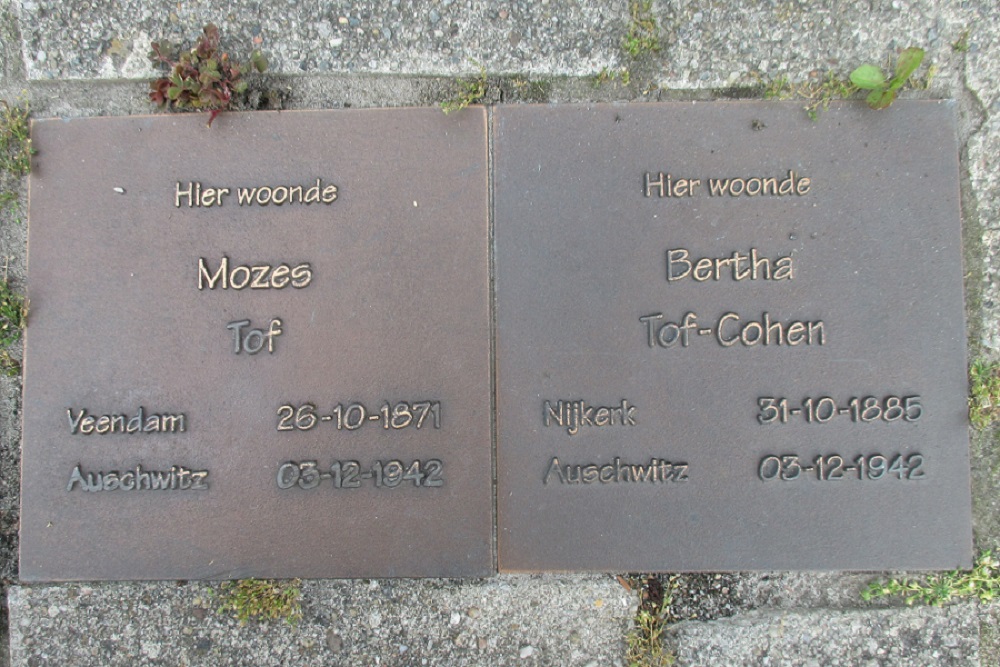 Hier woonde
Mozes
Tof
Veendam 26-10-1871
Auschwitz 03-12-1942
Hier woonde
Bertha
Tof-Cohen
Nijkerk 31-10-1885
Auschwitz 03-12-1942